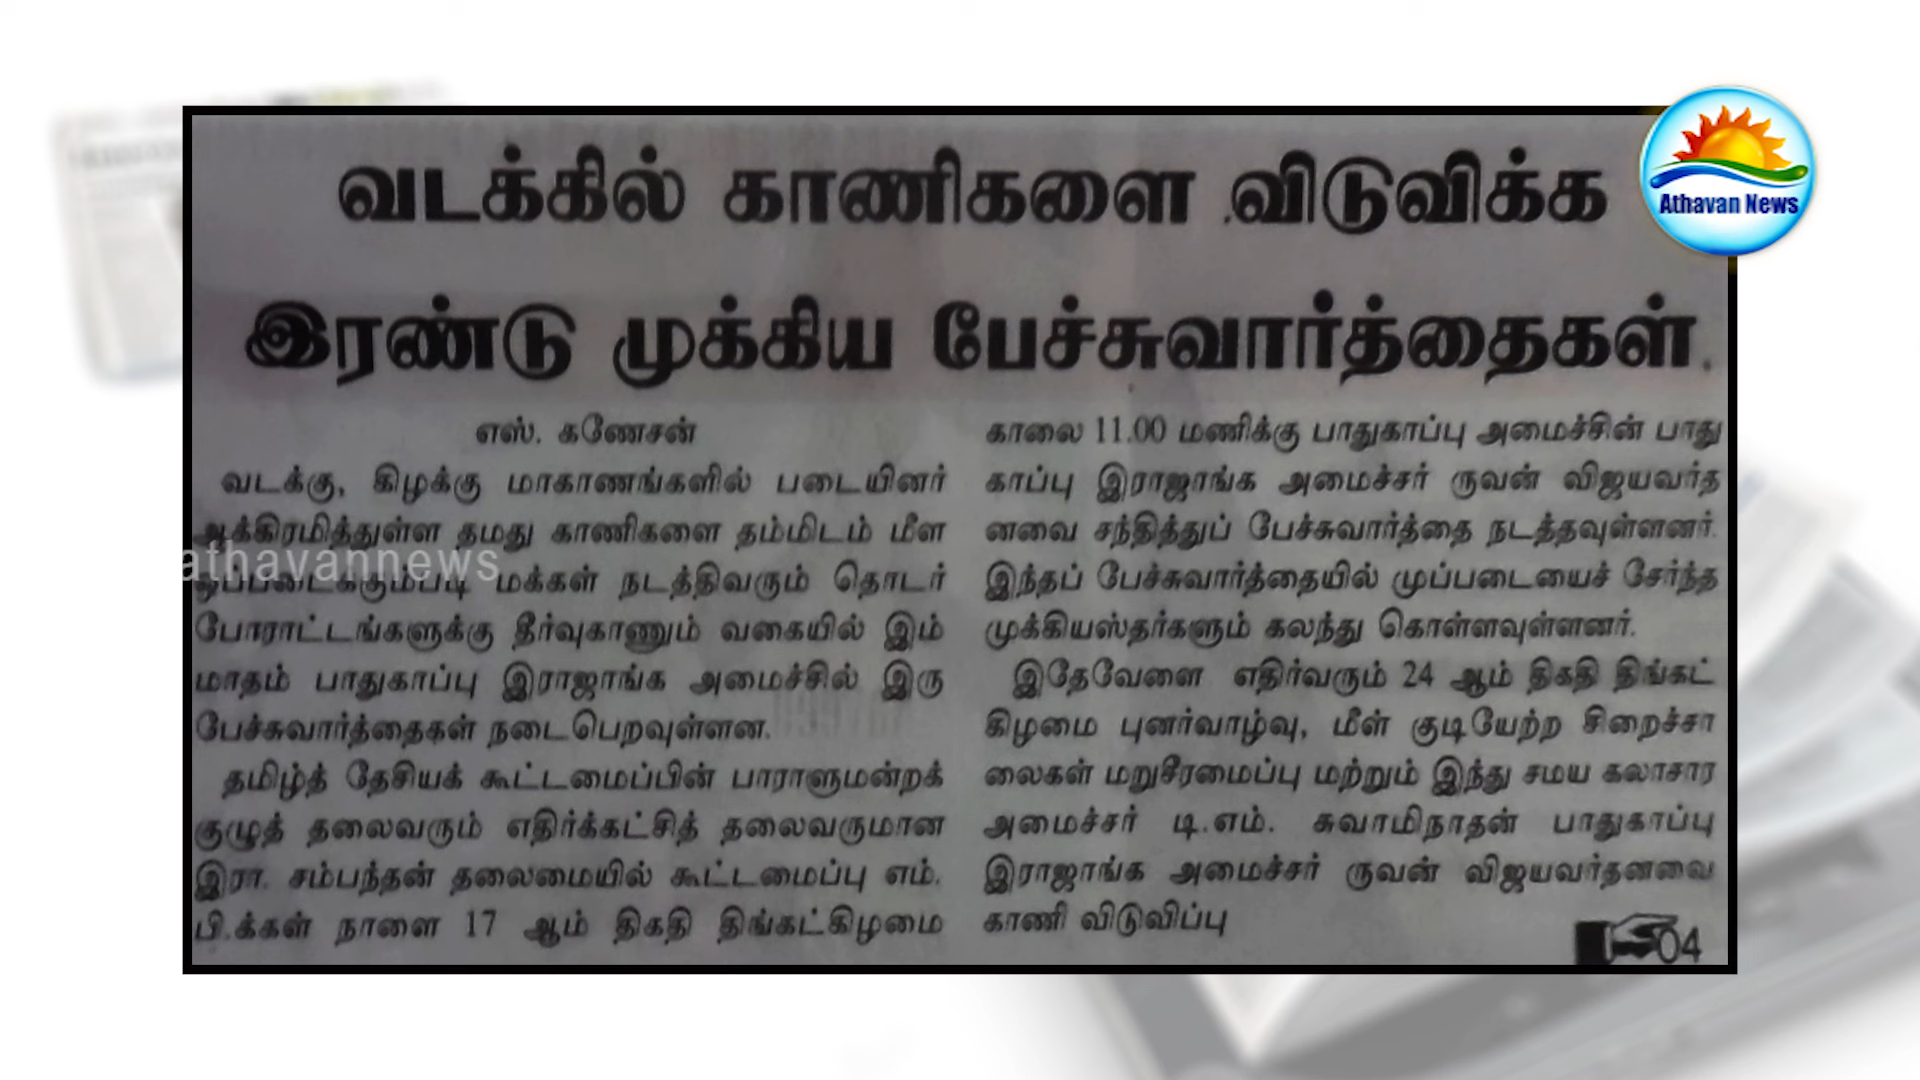 வடக்கில் காணிகளை விடுவிக்க
இரண்டு முக்கிய பேச்சுவார்த்தைகள்
Athavan News
எஸ். கணேசன்
வடக்கு, கிழக்கு மாகாணங்களில் படையினர்
ஆக்கிரமித்துள்ள தமது காணிகளை தம்மிடம் மீள
ஒப்படைக்கும்படி மக்கள் நடத்திவரும் தொடர்
போராட்டங்களுக்கு தீர்வுகாணும் வகையில் இம்
மாதம் பாதுகாப்பு இராஜாங்க அமைச்சில் இரு
பேச்சுவார்த்தைகள் நடைபெறவுள்ளன.
தமிழ்த் தேசியக் கூட்டமைப்பின் பாராளுமன்றக்
குழுத் தலைவரும் எதிர்க்கட்சித் தலைவருமான
இரா. சம்பந்தன் தலைமையில் கூட்டமைப்பு எம்.
பி.க்கள் நாளை 17 ஆம் திகதி திங்கட்கிழமை
காலை 11.00 மணிக்கு பாதுகாப்பு அமைச்சின் பாது
காப்பு இராஜாங்க அமைச்சர் ருவன் விஜயவர்த
னவை சந்தித்துப் பேச்சுவார்த்தை நடத்தவுள்ளனர்.
இந்தப் பேச்சுவார்த்தையில் முப்படையைச் சேர்ந்த
முக்கியஸ்தர்களும் கலந்து கொள்ளவுள்ளனர்.
இதேவேளை எதிர்வரும் 24 ஆம் திகதி திங்கட்
கிழமை புனர்வாழ்வு, மீள் குடியேற்ற சிறைச்சா
லைகள் மறுசீரமைப்பு மற்றும் இந்து சமய கலாசார
அமைச்சர் டி.எம். சுவாமிநாதன் பாதுகாப்பு
இராஜாங்க அமைச்சர் ருவன் விஜயவர்தனவை
காணி விடுவிப்பு
04
athavannews